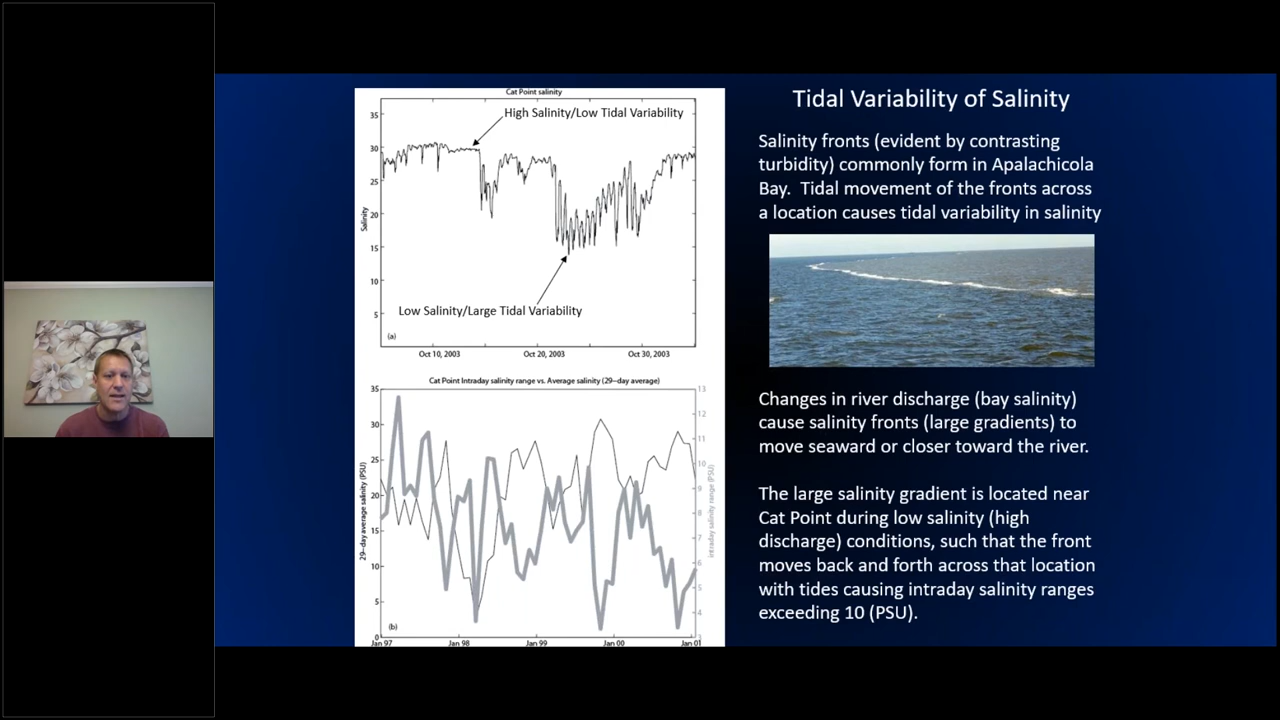 Cat Point salinity
High Salinity/Low Tidal Variability
35
30
25
20
15
10
5
Salinity
Low Salinity/Large Tidal Variability
(a)
Oct 10, 2003 Oct 20, 2003 Oct 30, 2003
Cat Point Intraday salinity range vs. Average salinity (29–day average)
35
30
25
20
15
10
5
0
29–day average salinity (PSU)
13
12
11
10
9
8
7
6
5
4
3
intraday salinity range (PSU)
(b)
Jan 97 Jan 98 Jan 99 Jan 00 Jan 01
Tidal Variability of Salinity
Salinity fronts (evident by contrasting
turbidity) commonly form in Apalachicola
Bay. Tidal movement of the fronts across
a location causes tidal variability in salinity
Changes in river discharge (bay salinity)
cause salinity fronts (large gradients) to
move seaward or closer toward the river.
The large salinity gradient is located near
Cat Point during low salinity (high
discharge) conditions, such that the front
moves back and forth across that location
with tides causing intraday salinity ranges
exceeding 10 (PSU).